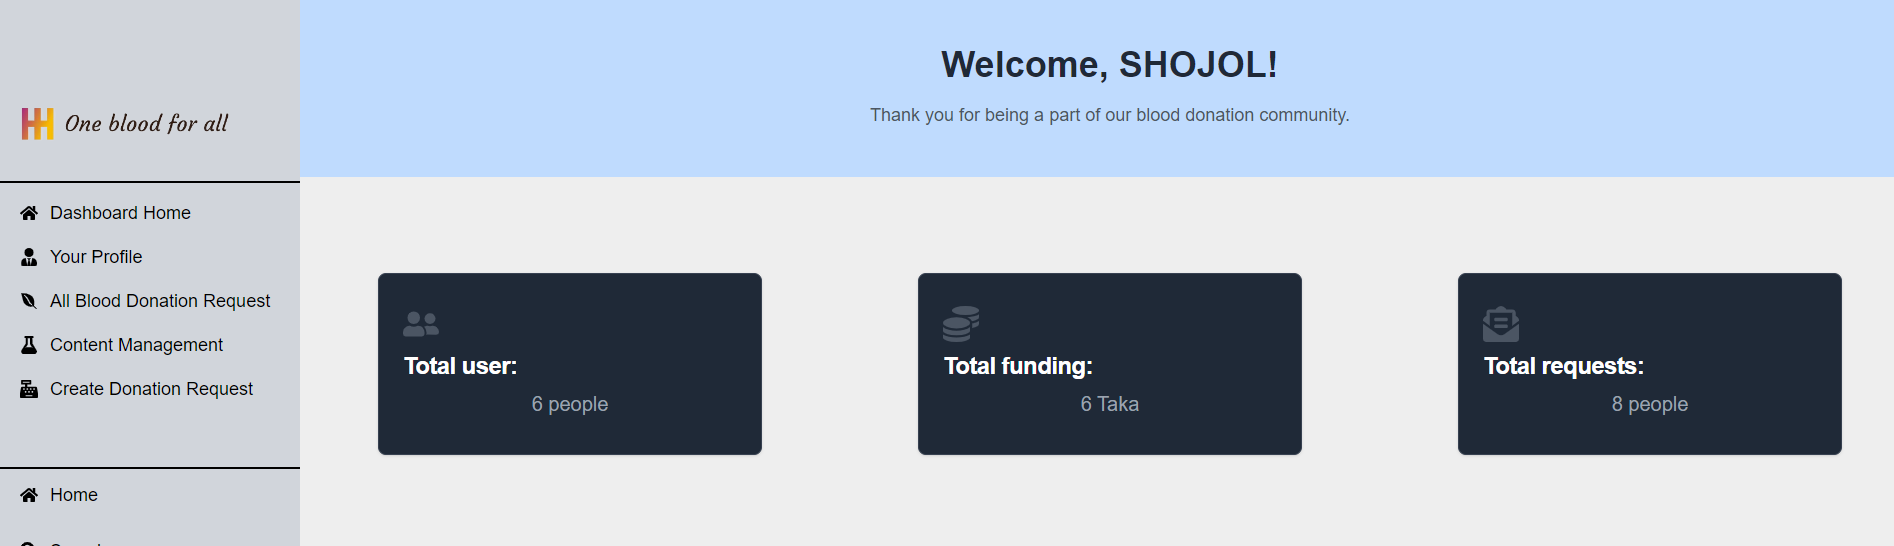 One blood for all
Dashboard Home
Your Profile
All Blood Donation Request
Content Management
Create Donation Request
Home
Welcome, SHOJOL!
Thank you for being a part of our blood donation community.
Total user:
6 people
Total funding:
6 Taka
Total requests:
8 people